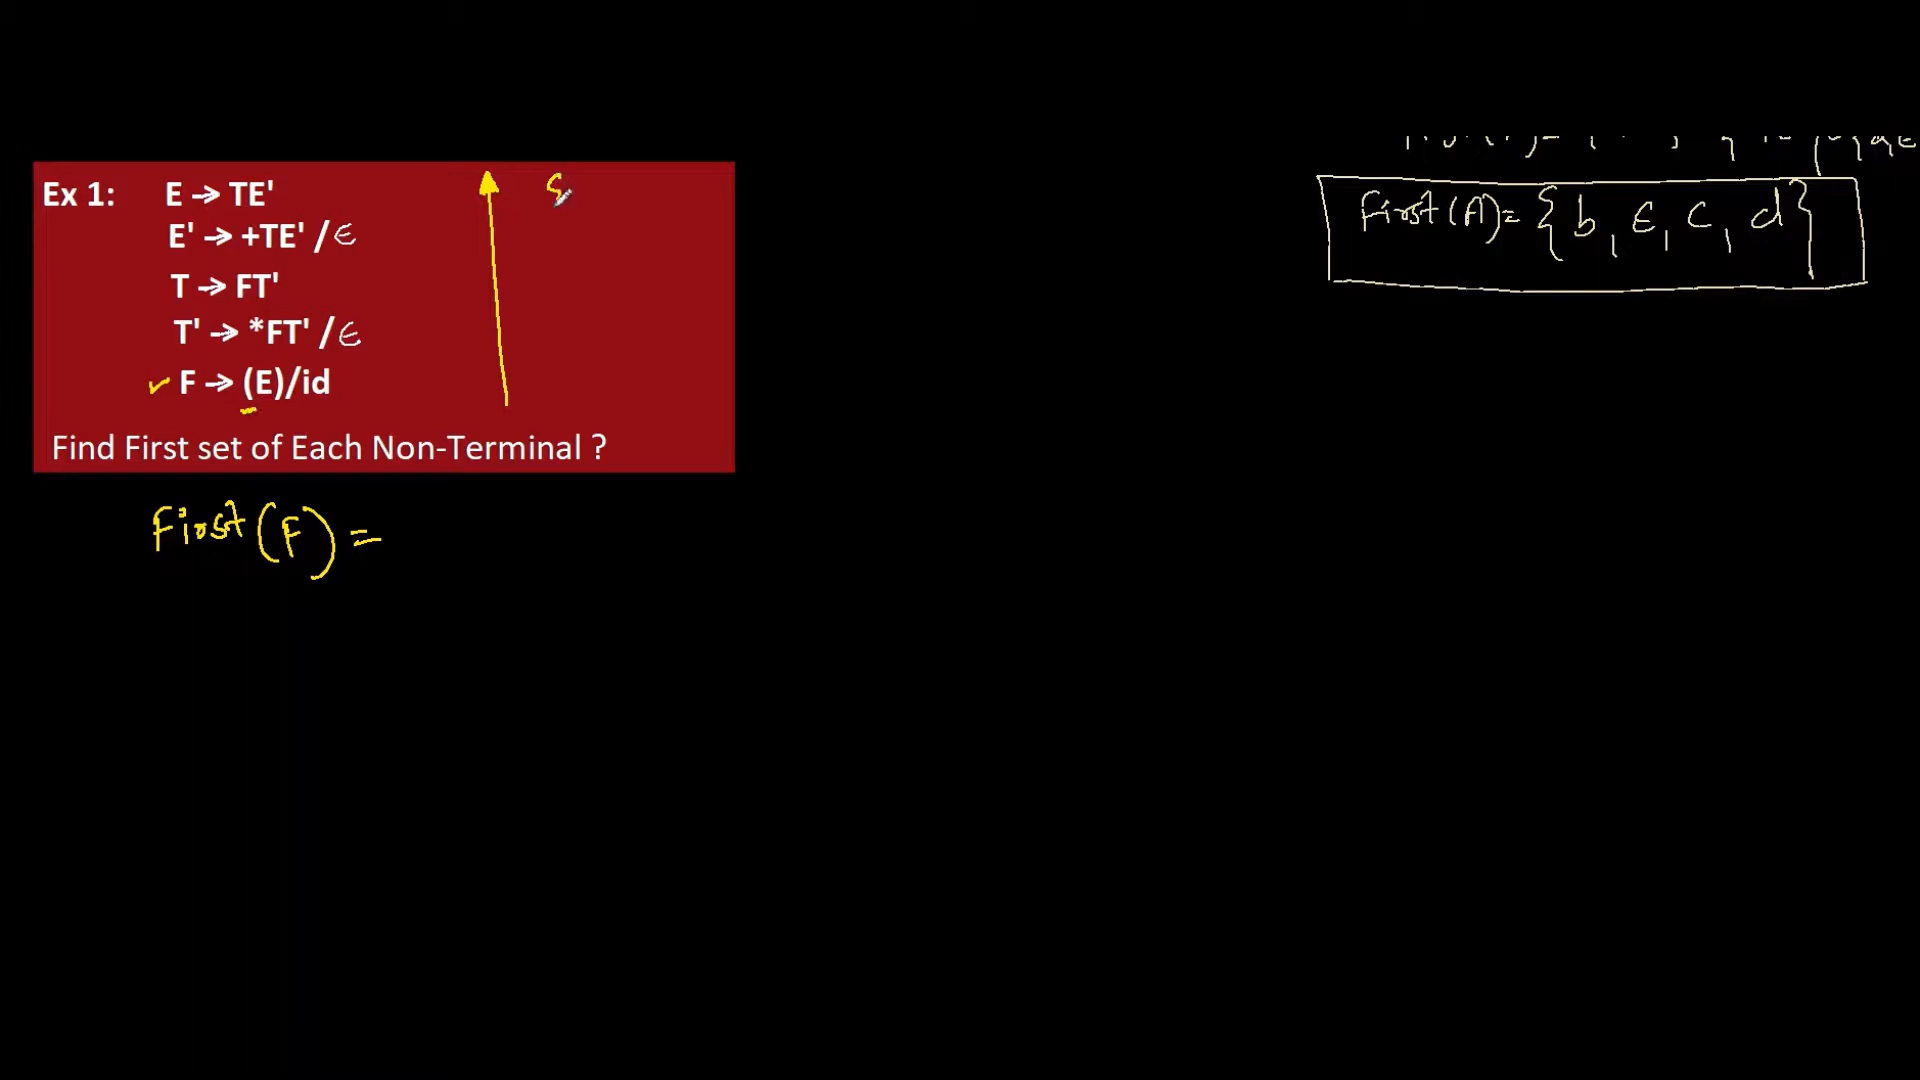 Ex 1: E -> TE'
E' -> +TE' / ϵ
T -> FT'
T' -> *FT' / ϵ
✓ F -> (E)/id
Find First set of Each Non-Terminal ?
First(F) =
First(A)= {b, ϵ, c, d}